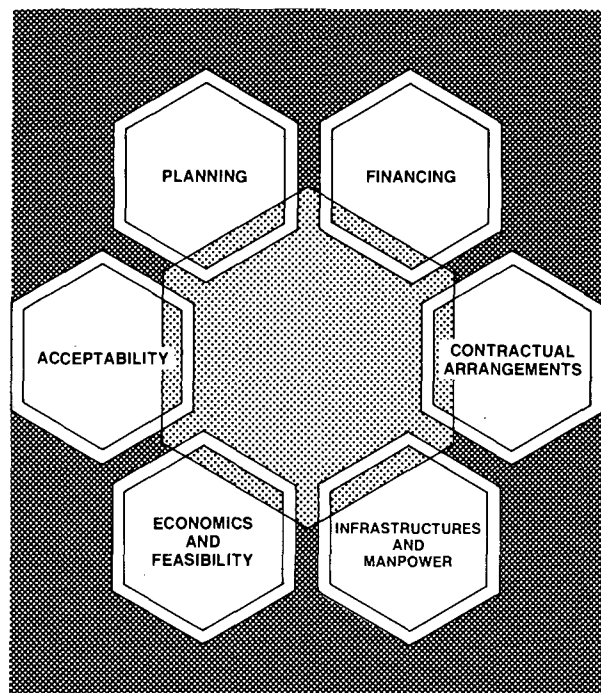 PLANNING
FINANCING
ACCEPTABILITY
CONTRACTUAL
ARRANGEMENTS
ECONOMICS
AND
FEASIBILITY
INFRASTRUCTURES
AND
MANPOWER